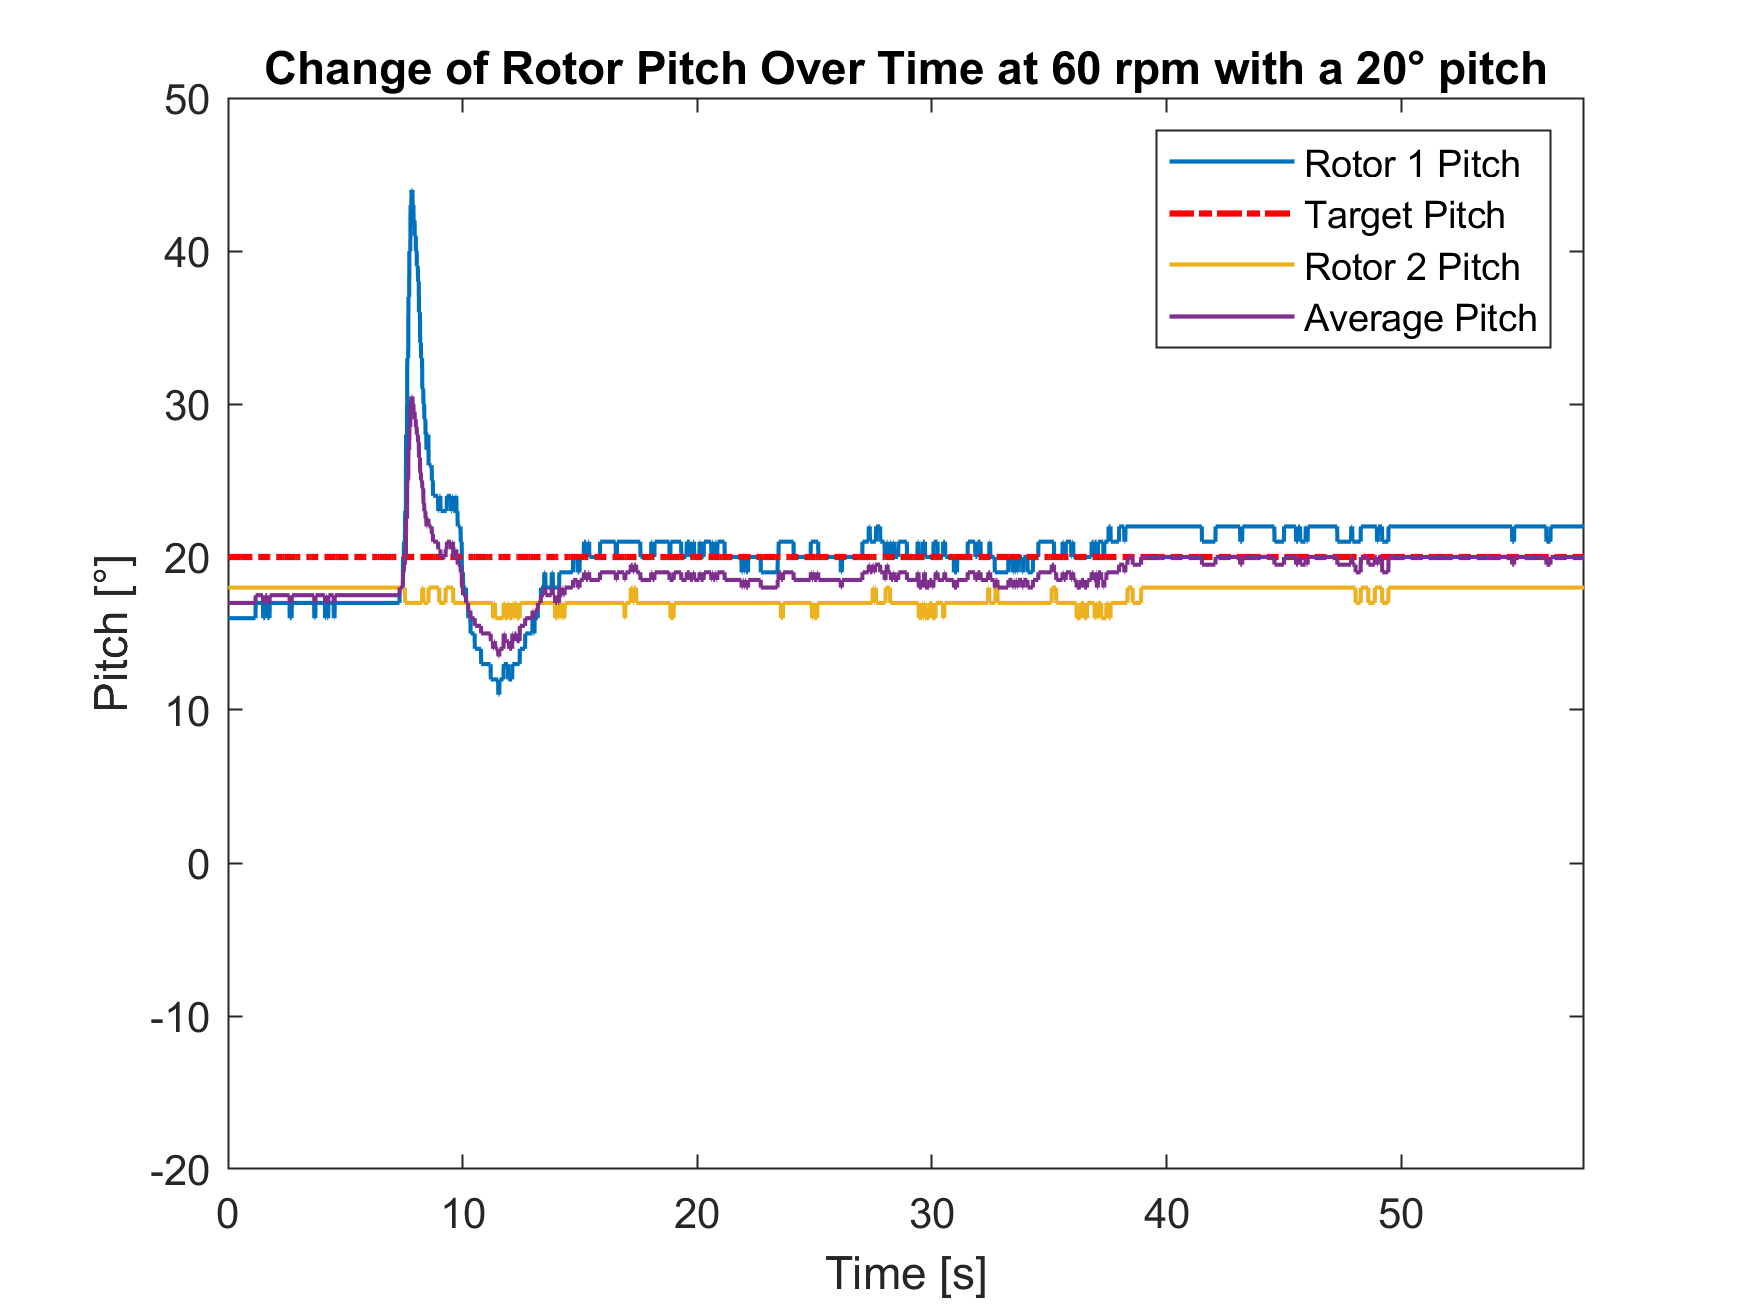 Change of Rotor Pitch Over Time at 60 rpm with a 20° pitch
50
40
30
20
10
0
-10
-20
Pitch [°]
Rotor 1 Pitch
Target Pitch
Rotor 2 Pitch
Average Pitch
0 10 20 30 40 50
Time [s]